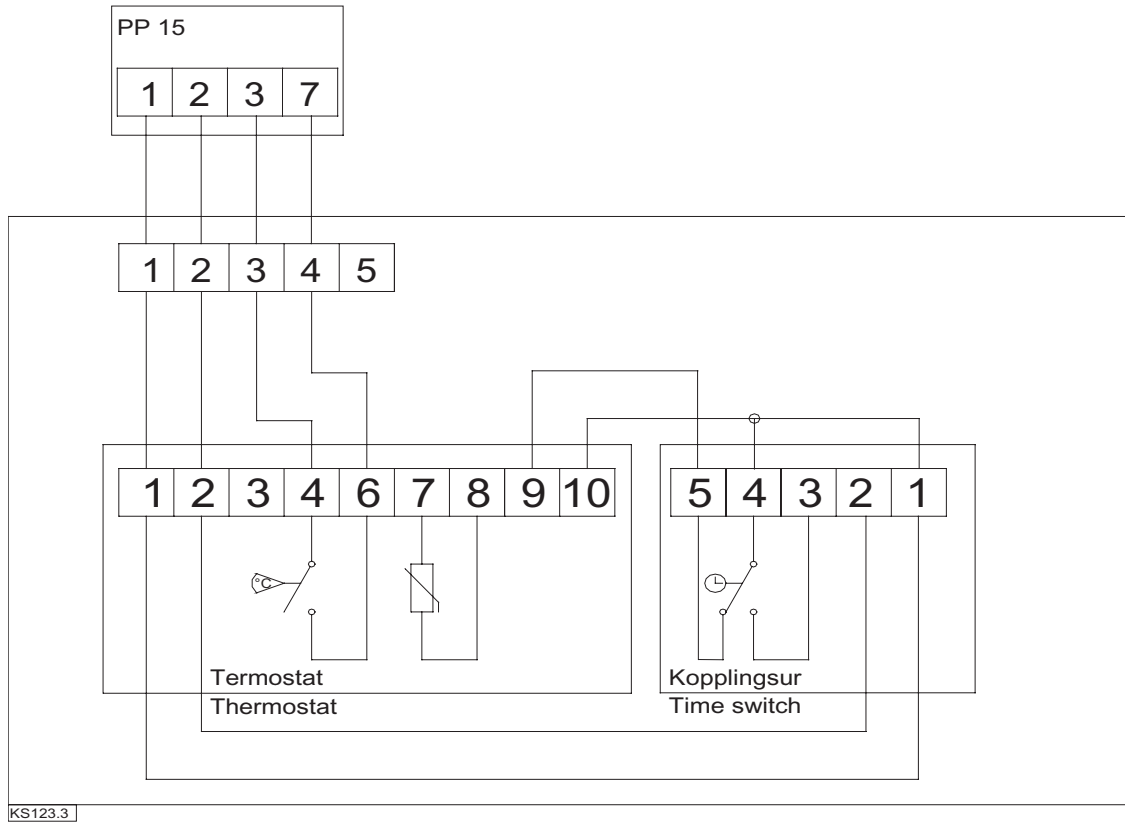 PP 15
1 2 3 7
1 2 3 4 5
1 2 3 4 6 7 8 9 10
5 4 3 2 1
°C
Termostat
Thermostat
Kopplingsur
Time switch
KS123.3